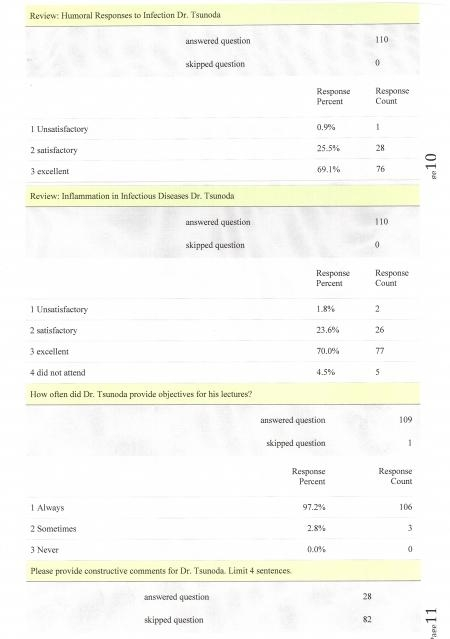 Review: Humoral Responses to Infection Dr. Tsunoda
answered question 110
skipped question 0
Response Percent Response Count
1 Unsatisfactory 0.9% 1
2 satisfactory 25.5% 28
3 excellent 69.1% 76
10
Review: Inflammation in Infectious Diseases Dr. Tsunoda
answered question 110
skipped question 0
Response Percent Response Count
1 Unsatisfactory 1.8% 2
2 satisfactory 23.6% 26
3 excellent 70.0% 77
4 did not attend 4.5% 5
How often did Dr. Tsunoda provide objectives for his lectures?
answered question 109
skipped question 1
Response Percent Response Count
1 Always 97.2% 106
2 Sometimes 2.8% 3
3 Never 0.0% 0
Please provide constructive comments for Dr. Tsunoda. Limit 4 sentences.
answered question 28
skipped question 82
11